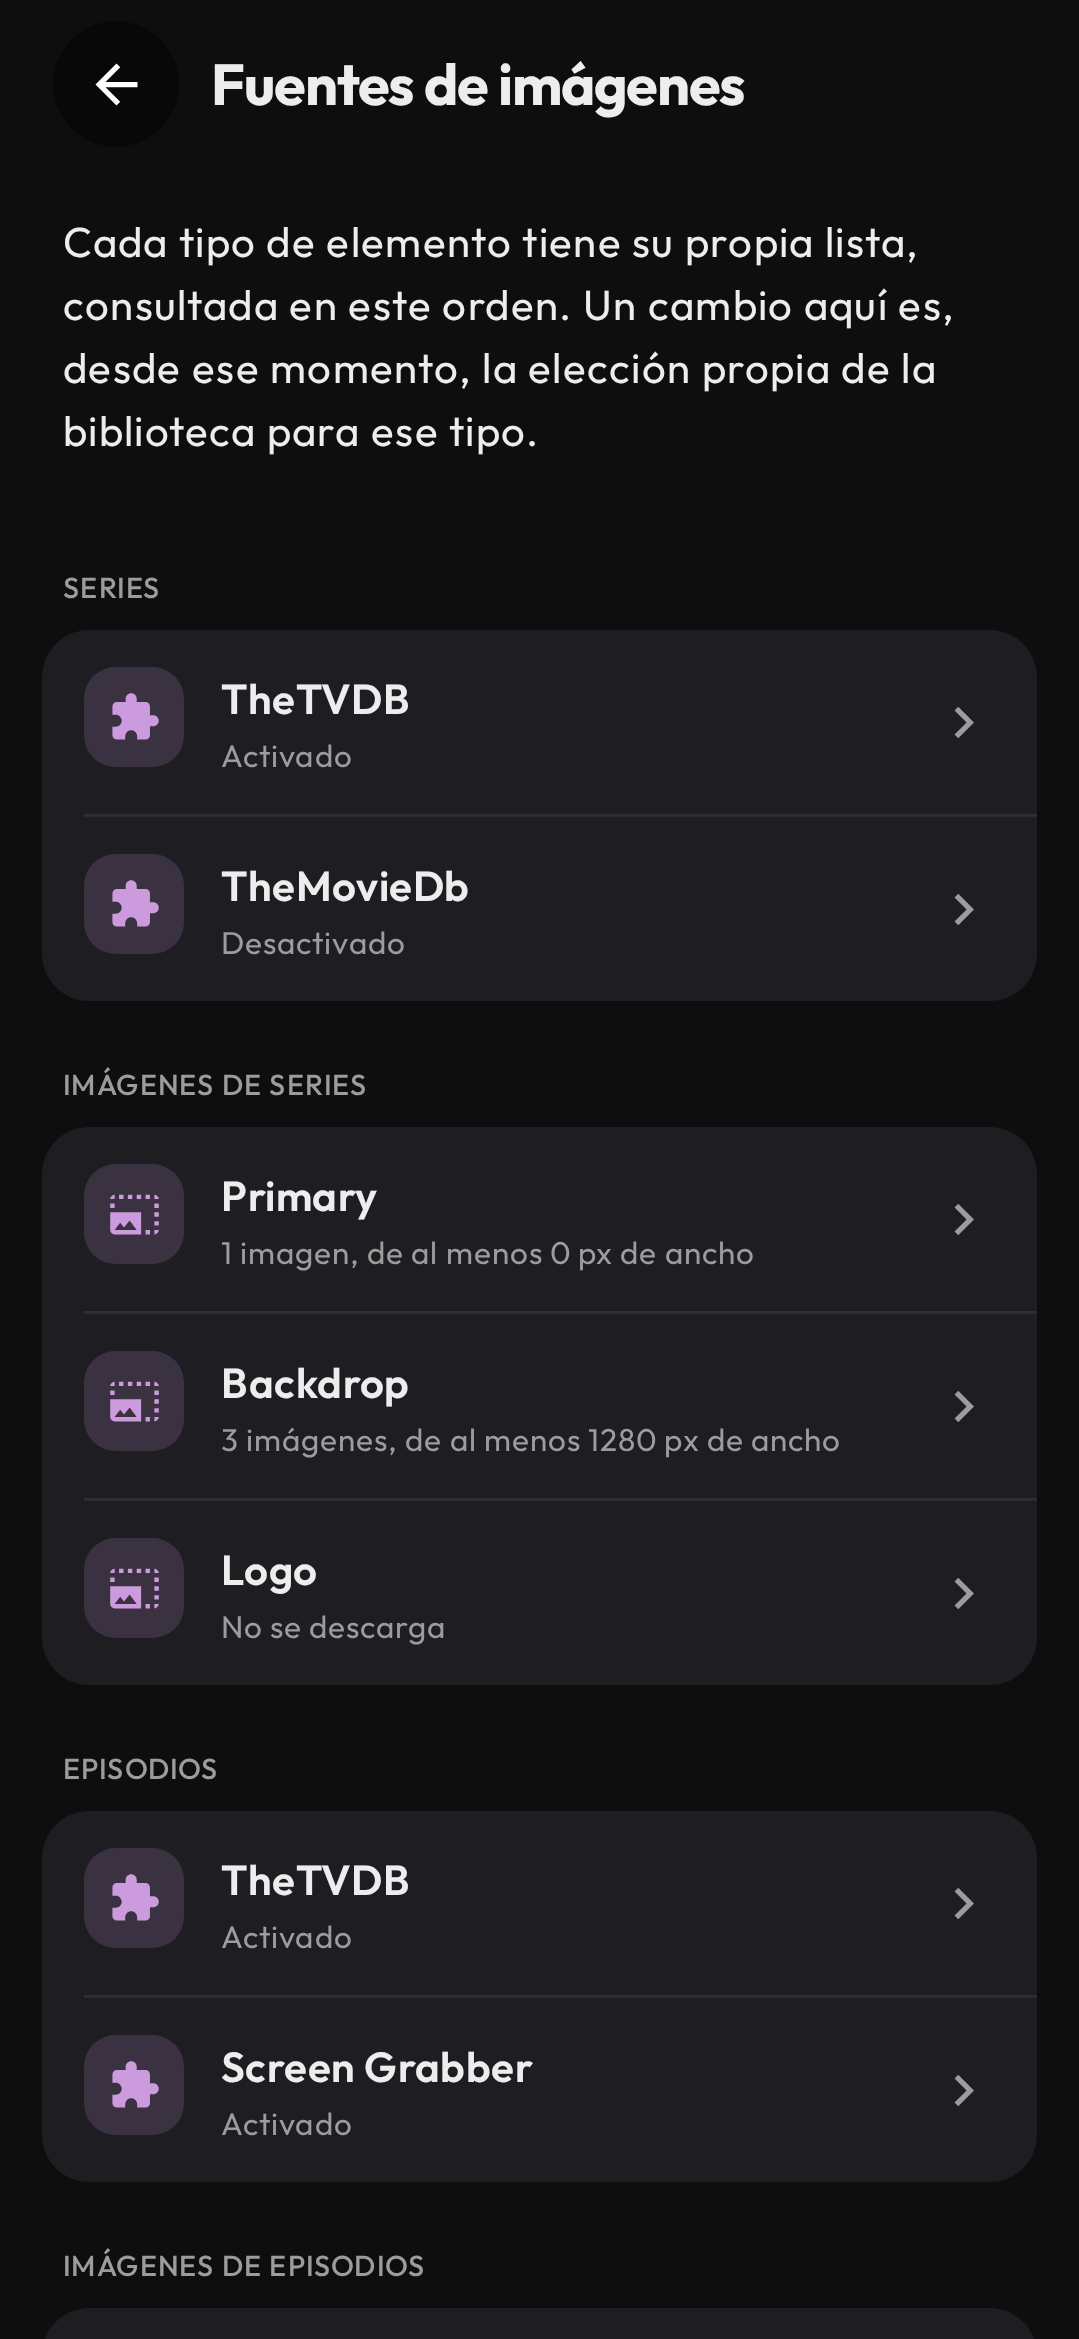 Fuentes de imágenes
Cada tipo de elemento tiene su propia lista,
consultada en este orden. Un cambio aquí es,
desde ese momento, la elección propia de la
biblioteca para ese tipo.
SERIES
TheTVDB
Activado
TheMovieDb
Desactivado
IMÁGENES DE SERIES
Primary
1 imagen, de al menos 0 px de ancho
Backdrop
3 imágenes, de al menos 1280 px de ancho
Logo
No se descarga
EPISODIOS
TheTVDB
Activado
Screen Grabber
Activado
IMÁGENES DE EPISODIOS